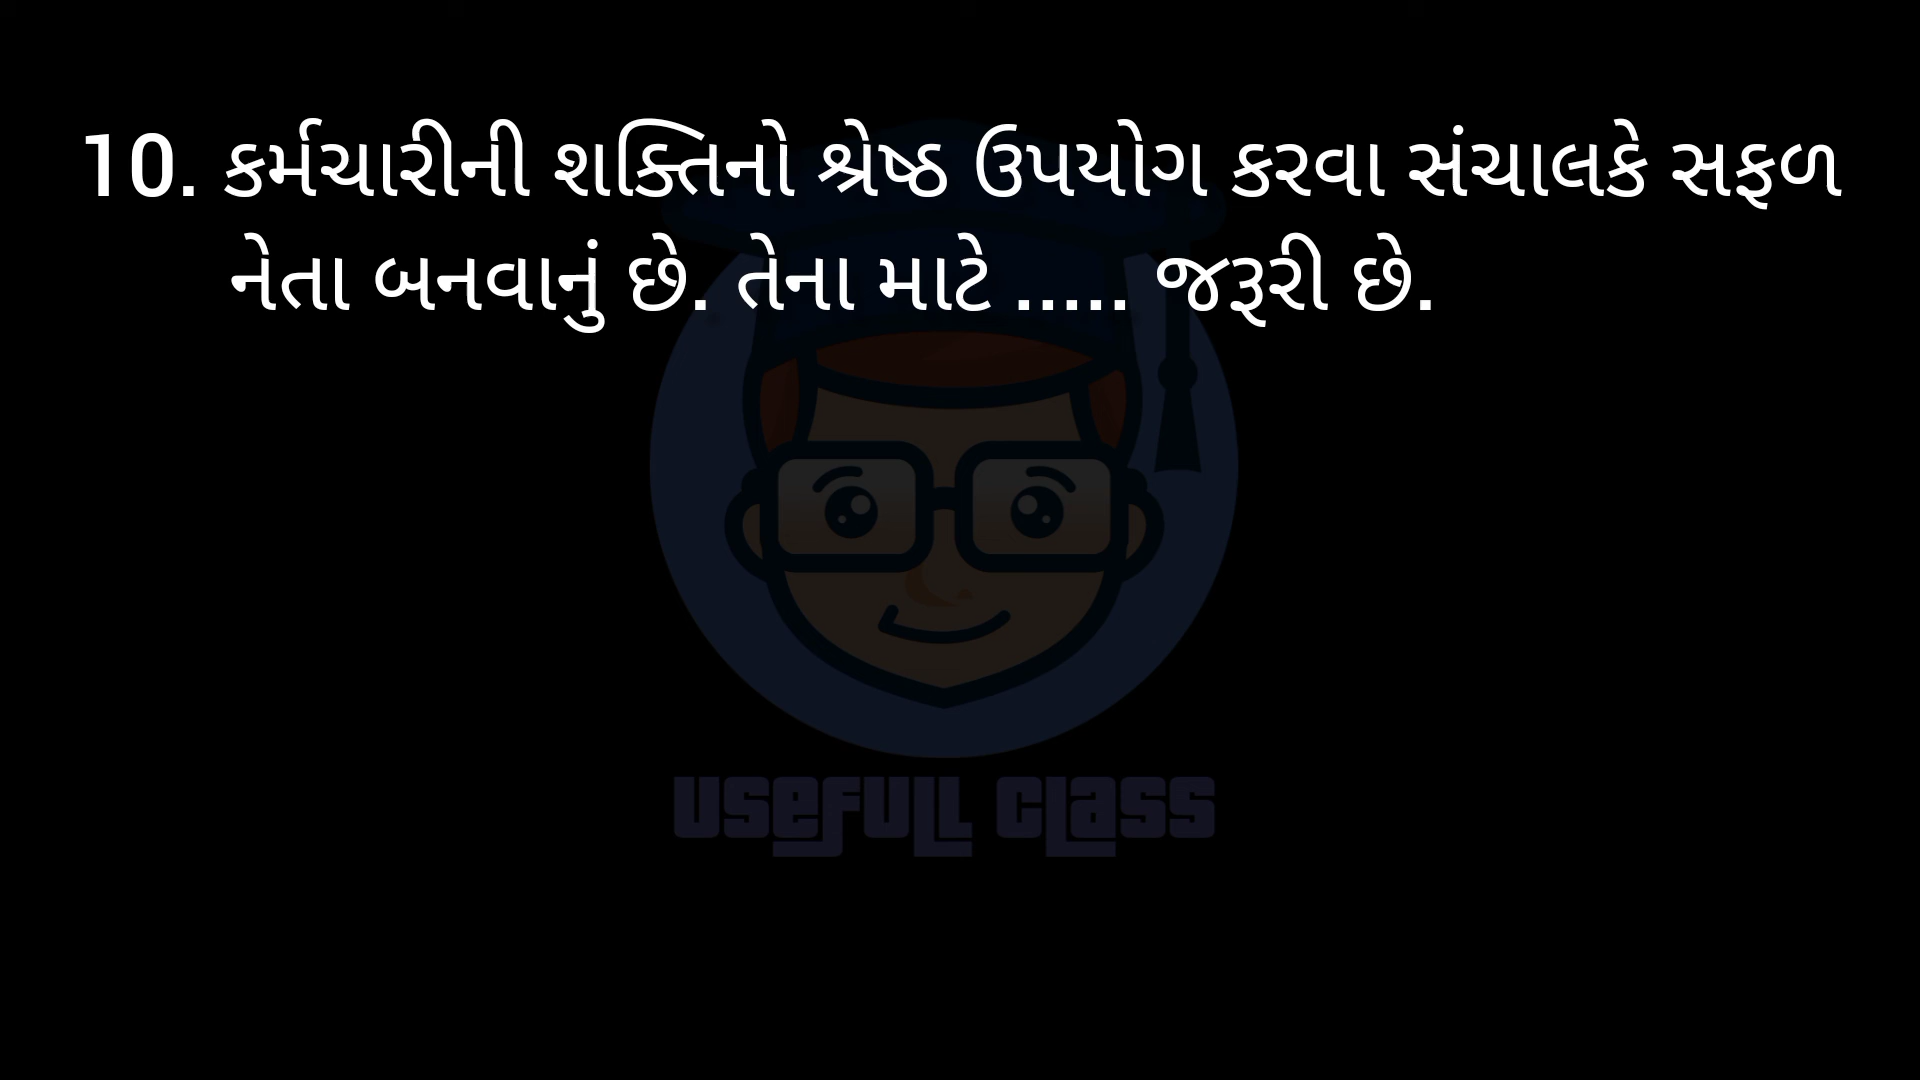 10. કર્મચારીની શક્તિનો શ્રેષ્ઠ ઉપયોગ કરવા સંચાલકે સફળ
નેતા બનવાનું છે. તેના માટે ..... જરૂરી છે.
USEFULL CLASS